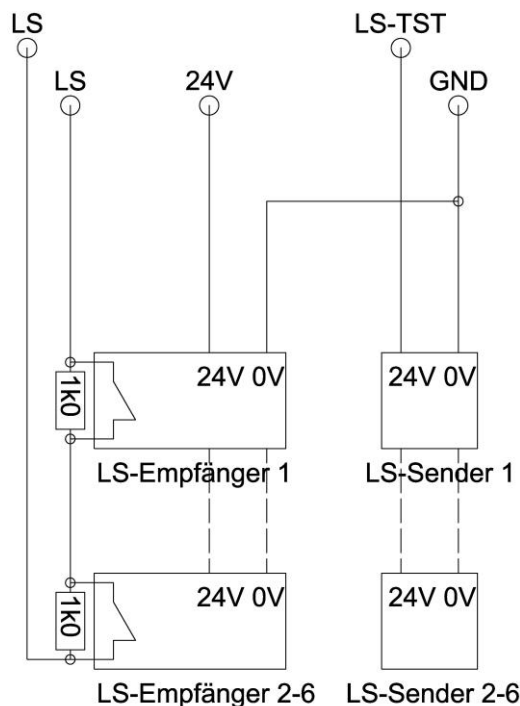 LS
LS-TST
LS
24V
GND
24V 0V
24V 0V
1k0
LS-Empfänger 1
LS-Sender 1
24V 0V
24V 0V
1k0
LS-Empfänger 2-6
LS-Sender 2-6